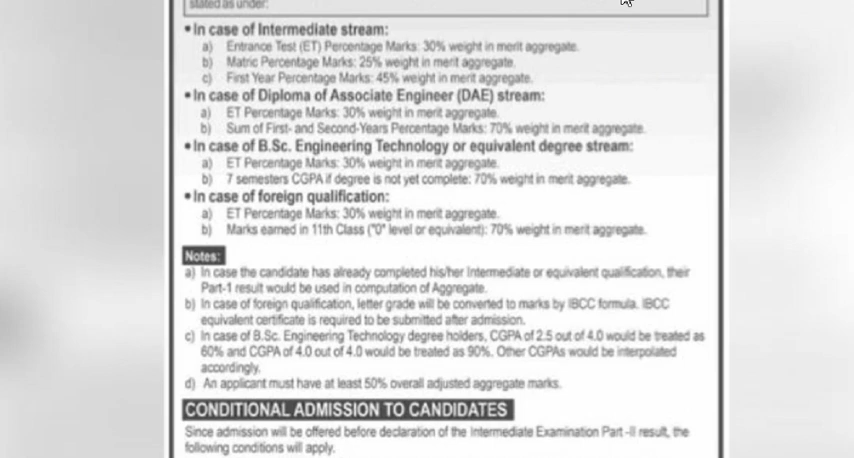 stated as under:
• In case of Intermediate stream:
a) Entrance Test (ET) Percentage Marks: 30% weight in merit aggregate.
b) Matric Percentage Marks: 25% weight in merit aggregate.
c) First Year Percentage Marks: 45% weight in merit aggregate.
• In case of Diploma of Associate Engineer (DAE) stream:
a) ET Percentage Marks: 30% weight in merit aggregate.
b) Sum of First- and Second-Years Percentage Marks: 70% weight in merit aggregate.
• In case of B.Sc. Engineering Technology or equivalent degree stream:
a) ET Percentage Marks: 30% weight in merit aggregate.
b) 7 semesters CGPA if degree is not yet complete: 70% weight in merit aggregate.
• In case of foreign qualification:
a) ET Percentage Marks: 30% weight in merit aggregate.
b) Marks earned in 11th Class ("0" level or equivalent): 70% weight in merit aggregate.
Notes:
a) In case the candidate has already completed his/her Intermediate or equivalent qualification, their
Part-1 result would be used in computation of Aggregate.
b) In case of foreign qualification, letter grade will be converted to marks by IBCC formula. IBCC
equivalent certificate is required to be submitted after admission.
c) In case of B.Sc. Engineering Technology degree holders, CGPA of 2.5 out of 4.0 would be treated as
60% and CGPA of 4.0 out of 4.0 would be treated as 90%. Other CGPAs would be interpolated
accordingly.
d) An applicant must have at least 50% overall adjusted aggregate marks.
CONDITIONAL ADMISSION TO CANDIDATES
Since admission will be offered before declaration of the Intermediate Examination Part -II result, the
following conditions will apply.